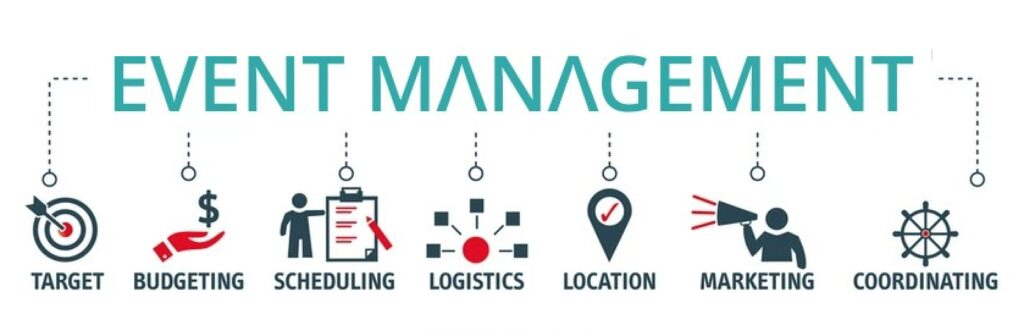 EVENT MANAGEMENT
$
TARGET BUDGETING SCHEDULING LOGISTICS LOCATION MARKETING COORDINATING